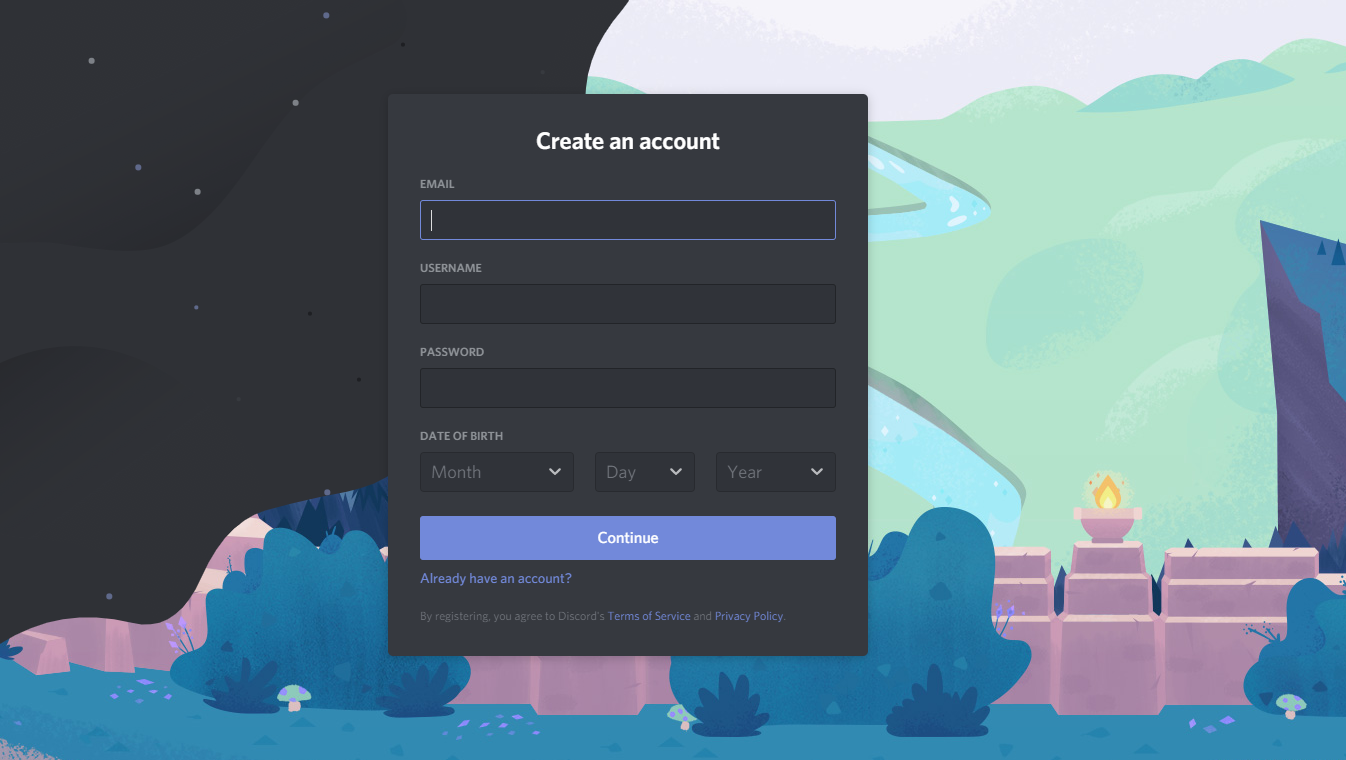 Create an account
EMAIL
USERNAME
PASSWORD
DATE OF BIRTH
Month Day Year
Continue
Already have an account?
By registering, you agree to Discord's Terms of Service and Privacy Policy.